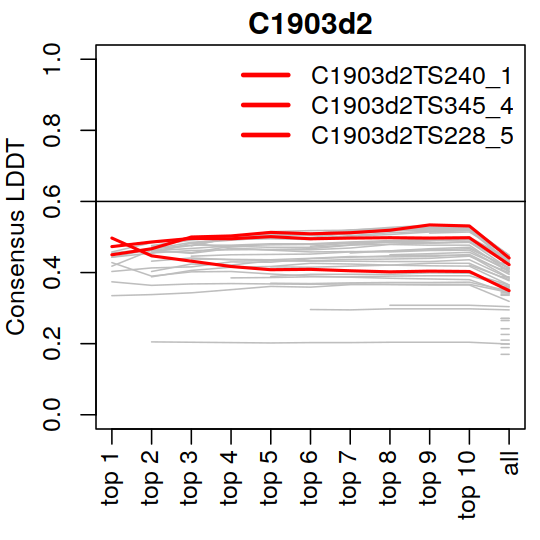 C1903d2
C1903d2TS240_1
C1903d2TS345_4
C1903d2TS228_5
Consensus LDDT
1.0
0.8
0.6
0.4
0.2
0.0
top 1
top 2
top 3
top 4
top 5
top 6
top 7
top 8
top 9
top 10
all